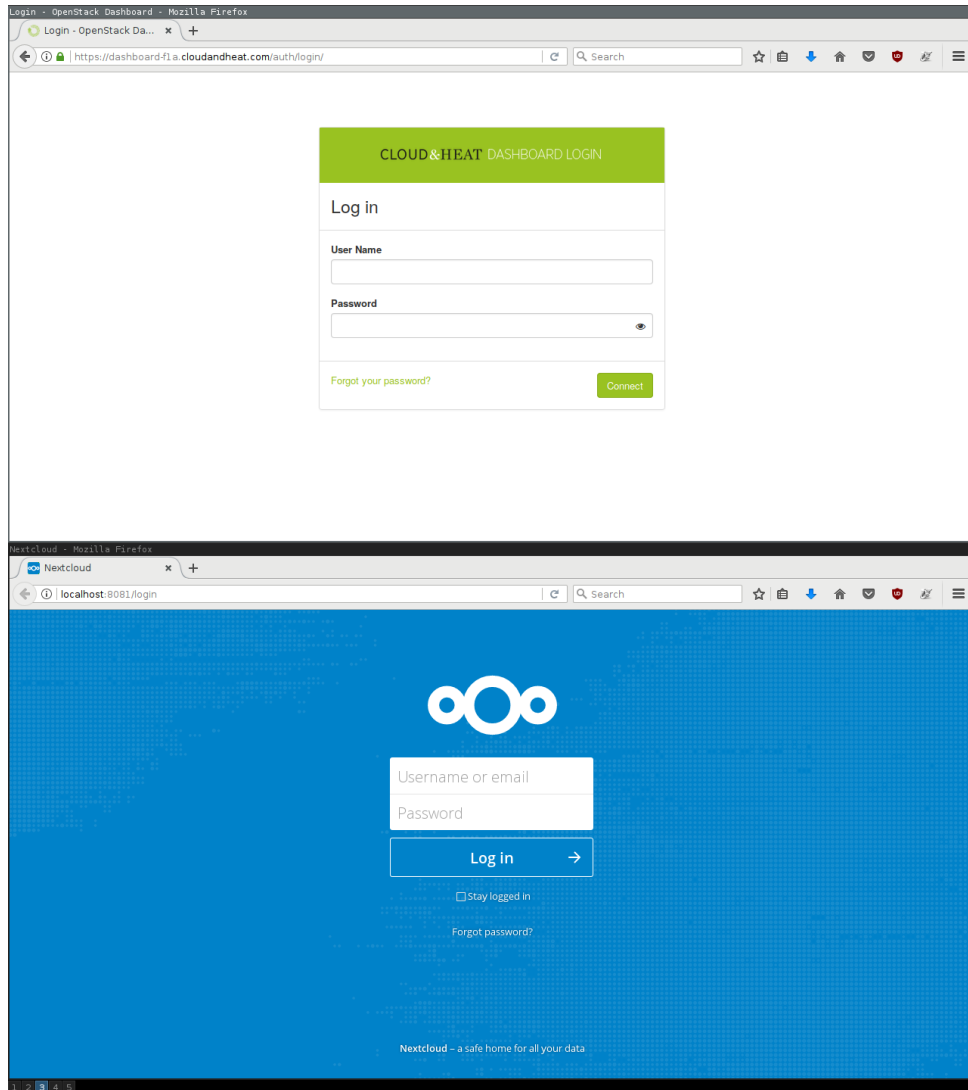 Login - OpenStack Dashboard - Mozilla Firefox
Login - OpenStack Da... × +
https://dashboard-f1a.cloudandheat.com/auth/login/ Search
CLOUD&HEAT DASHBOARD LOGIN
Log in
User Name
Password
Forgot your password? Connect
Nextcloud - Mozilla Firefox
Nextcloud × +
localhost:8081/login Search
Username or email
Password
Log in →
Stay logged in
Forgot password?
Nextcloud – a safe home for all your data
1 2 3 4 5